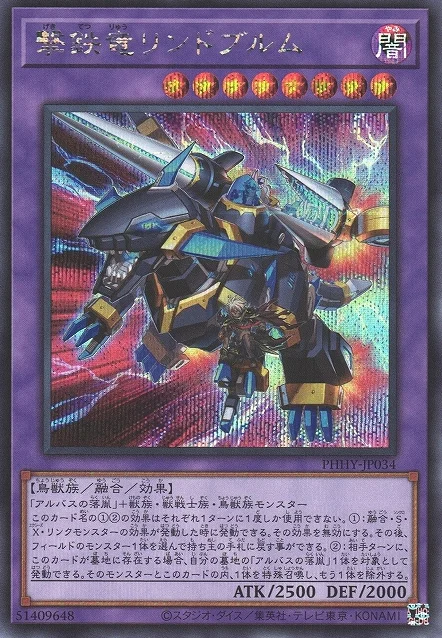 撃鉄竜リンドブルム
げき てつ りゅう
闇
やみ
PHHY-JP034
【鳥獣族／融合／効果】
「アルバスの落胤」＋獣族・獣戦士族・鳥獣族モンスター
このカード名の①②の効果はそれぞれ1ターンに1度しか使用できない。①：融合・S・
X・リンクモンスターの効果が発動した時に発動できる。その効果を無効にする。その後、
フィールドのモンスター1体を選んで持ち主の手札に戻す事ができる。②：相手ターンに、
このカードが墓地に存在する場合、自分の墓地の「アルバスの落胤」1体を対象として
発動できる。そのモンスターとこのカードの内、1体を特殊召喚し、もう1体を除外する。
ATK/2500 DEF/2000
51409648
©スタジオ・ダイス／集英社・テレビ東京・KONAMI